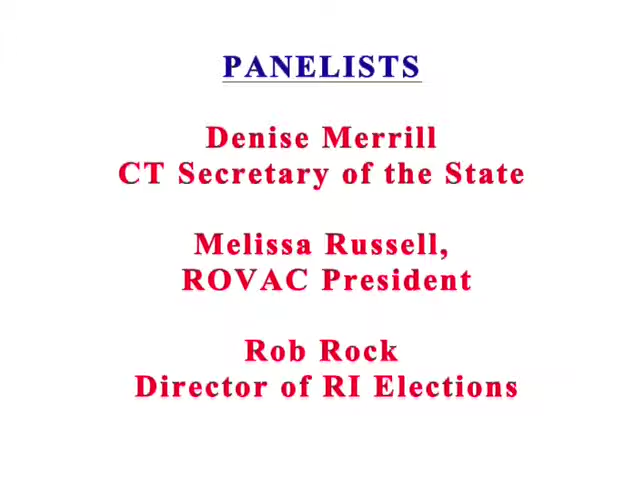 PANELISTS
Denise Merrill
CT Secretary of the State
Melissa Russell,
ROVAC President
Rob Rock
Director of RI Elections